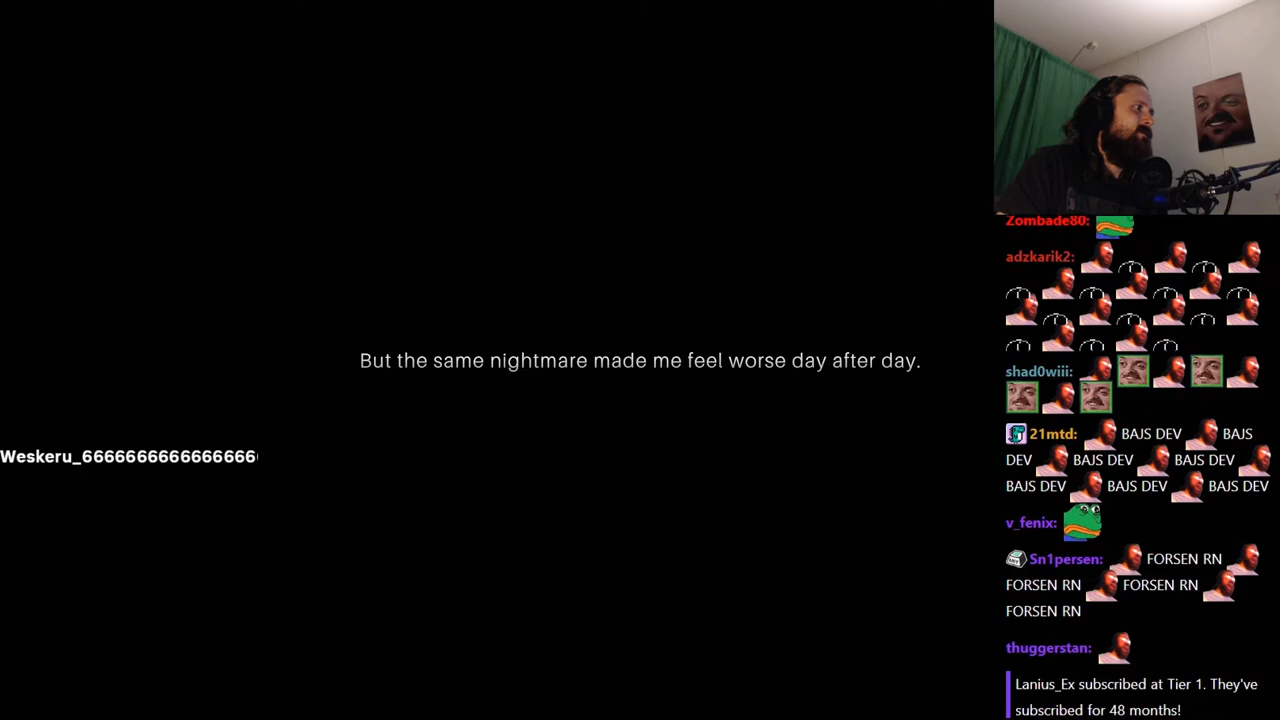 But the same nightmare made me feel worse day after day.
Weskeru_6666666666666666
Zombade80:
adzkarik2:
shad0wiii:
21mtd: BAJS DEV BAJS
DEV BAJS DEV BAJS DEV
BAJS DEV BAJS DEV BAJS DEV
v_fenix:
Sn1persen: FORSEN RN
FORSEN RN FORSEN RN
FORSEN RN
thuggerstan:
Lanius_Ex subscribed at Tier 1. They've
subscribed for 48 months!